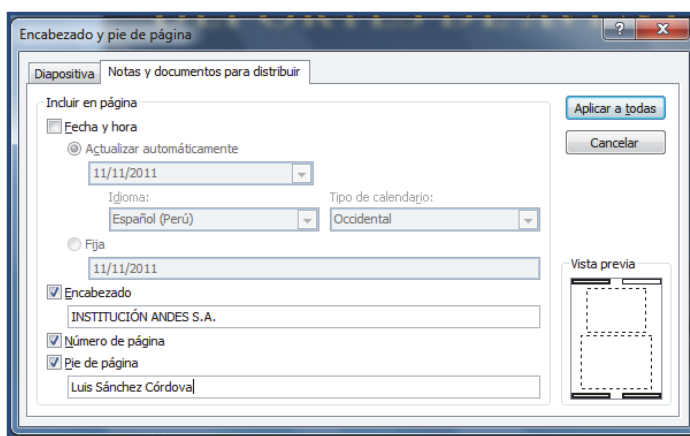 Encabezado y pie de página
Diapositiva Notas y documentos para distribuir
Incluir en página
Fecha y hora
Actualizar automáticamente
11/11/2011
Idioma: Tipo de calendario:
Español (Perú) Occidental
Fija
11/11/2011
Encabezado
INSTITUCIÓN ANDES S.A.
Número de página
Pie de página
Luis Sánchez Córdova
Aplicar a todas
Cancelar
Vista previa